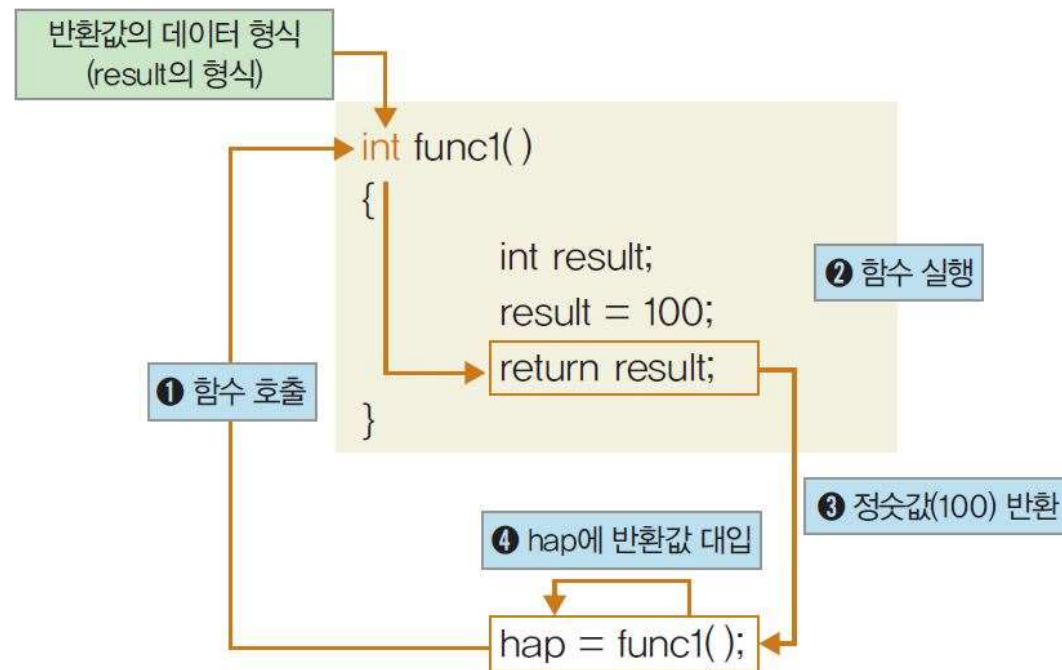 반환값의 데이터 형식
(result의 형식)
int func1( )
{
int result;
result = 100;
return result;
}
❷ 함수 실행
❶ 함수 호출
❸ 정숫값(100) 반환
❹ hap에 반환값 대입
hap = func1( );